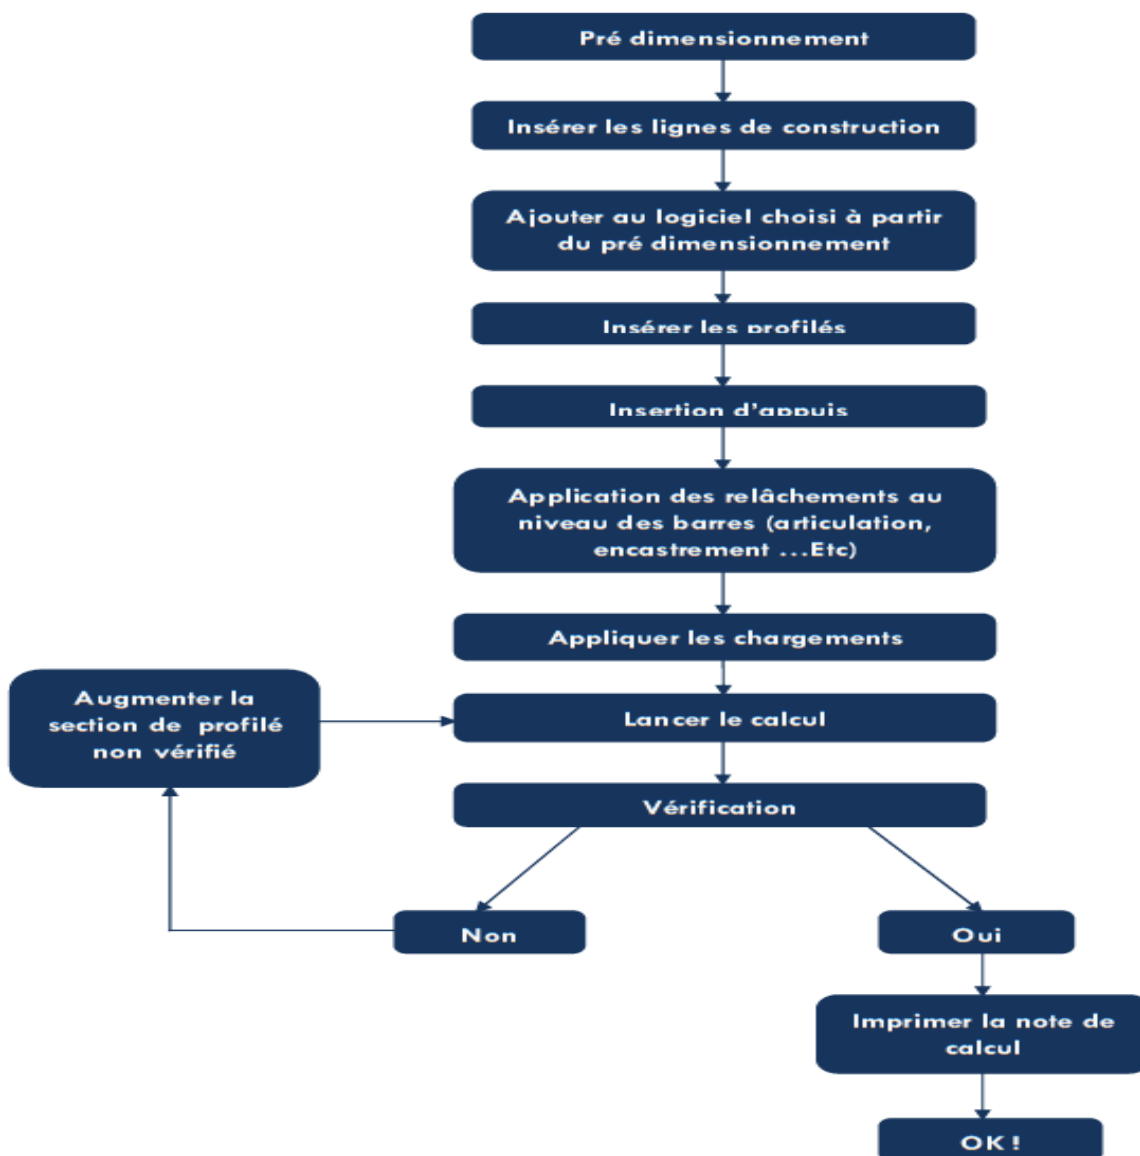 Pré dimensionnement
Insérer les lignes de construction
Ajouter au logiciel choisi à partir
du pré dimensionnement
Insérer les profilés
Insertion d'appuis
Application des relâchements au
niveau des barres (articulation,
encastrement ...Etc)
Appliquer les chargements
Augmenter la
section de profilé
non vérifié
Lancer le calcul
Vérification
Non
Oui
Imprimer la note de
calcul
OK !